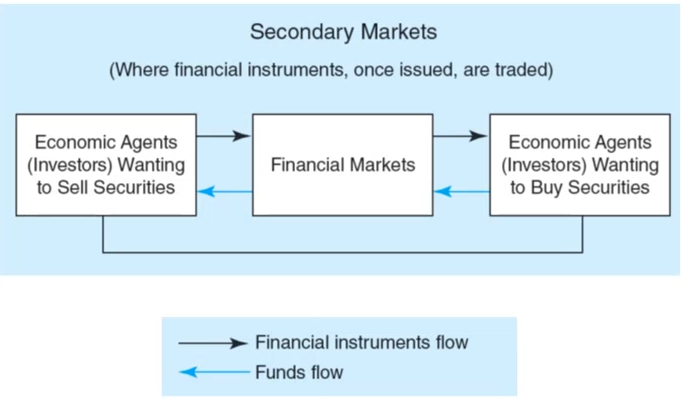 Secondary Markets
(Where financial instruments, once issued, are traded)
Economic Agents
(Investors) Wanting
to Sell Securities
Financial Markets
Economic Agents
(Investors) Wanting
to Buy Securities
Financial instruments flow
Funds flow